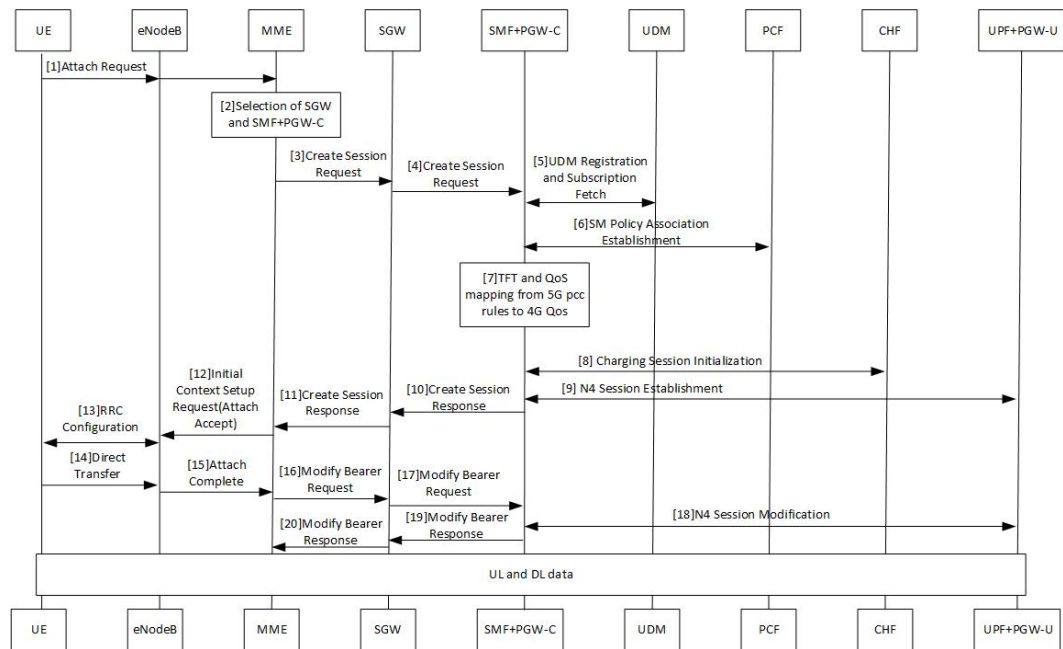 UE
eNodeB
MME
SGW
SMF+PGW-C
UDM
PCF
CHF
UPF+PGW-U
[1]Attach Request
[2]Selection of SGW
and SMF+PGW-C
[3]Create Session
Request
[4]Create Session
Request
[5]UDM Registration
and Subscription
Fetch
[6]SM Policy Association
Establishment
[7]TFT and QoS
mapping from 5G pcc
rules to 4G Qos
[8] Charging Session Initialization
[9] N4 Session Establishment
[10]Create Session
Response
[11]Create Session
Response
[12]Initial
Context Setup
Request(Attach
Accept)
[13]RRC
Configuration
[14]Direct
Transfer
[15]Attach
Complete
[16]Modify Bearer
Request
[17]Modify Bearer
Request
[18]N4 Session Modification
[19]Modify Bearer
Response
[20]Modify Bearer
Response
UL and DL data
UE
eNodeB
MME
SGW
SMF+PGW-C
UDM
PCF
CHF
UPF+PGW-U